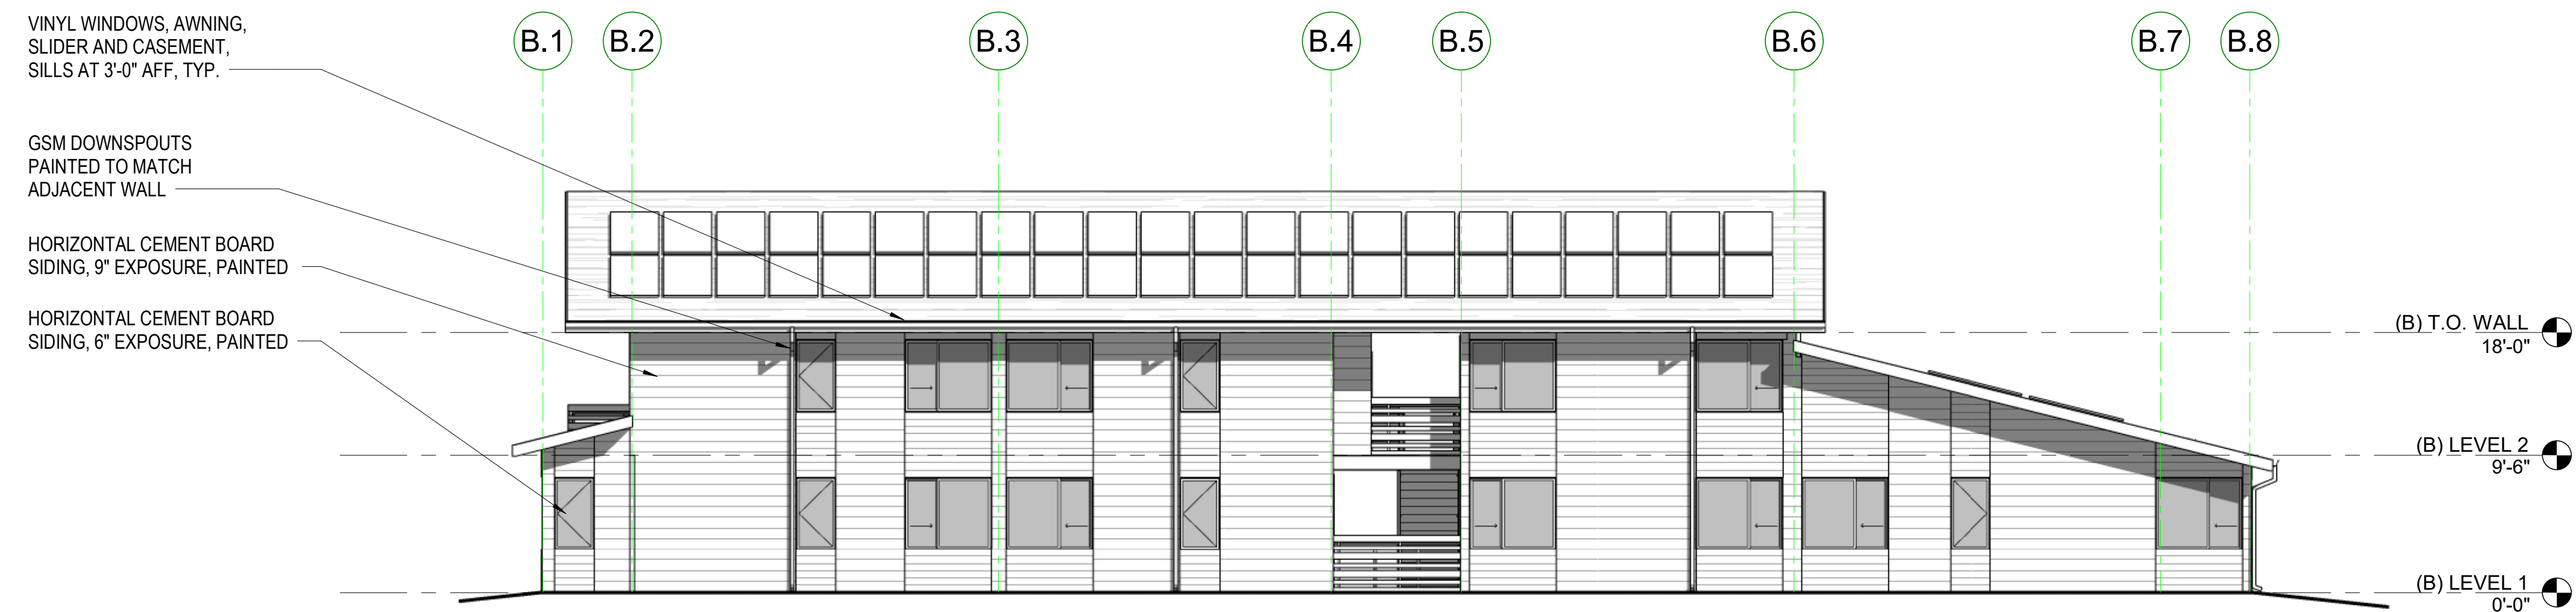 VINYL WINDOWS, AWNING,
SLIDER AND CASEMENT,
SILLS AT 3'-0" AFF, TYP.
GSM DOWNSPOUTS
PAINTED TO MATCH
ADJACENT WALL
HORIZONTAL CEMENT BOARD
SIDING, 9" EXPOSURE, PAINTED
HORIZONTAL CEMENT BOARD
SIDING, 6" EXPOSURE, PAINTED
B.1
B.2
B.3
B.4
B.5
B.6
B.7
B.8
(B) T.O. WALL
18'-0"
(B) LEVEL 2
9'-6"
(B) LEVEL 1
0'-0"